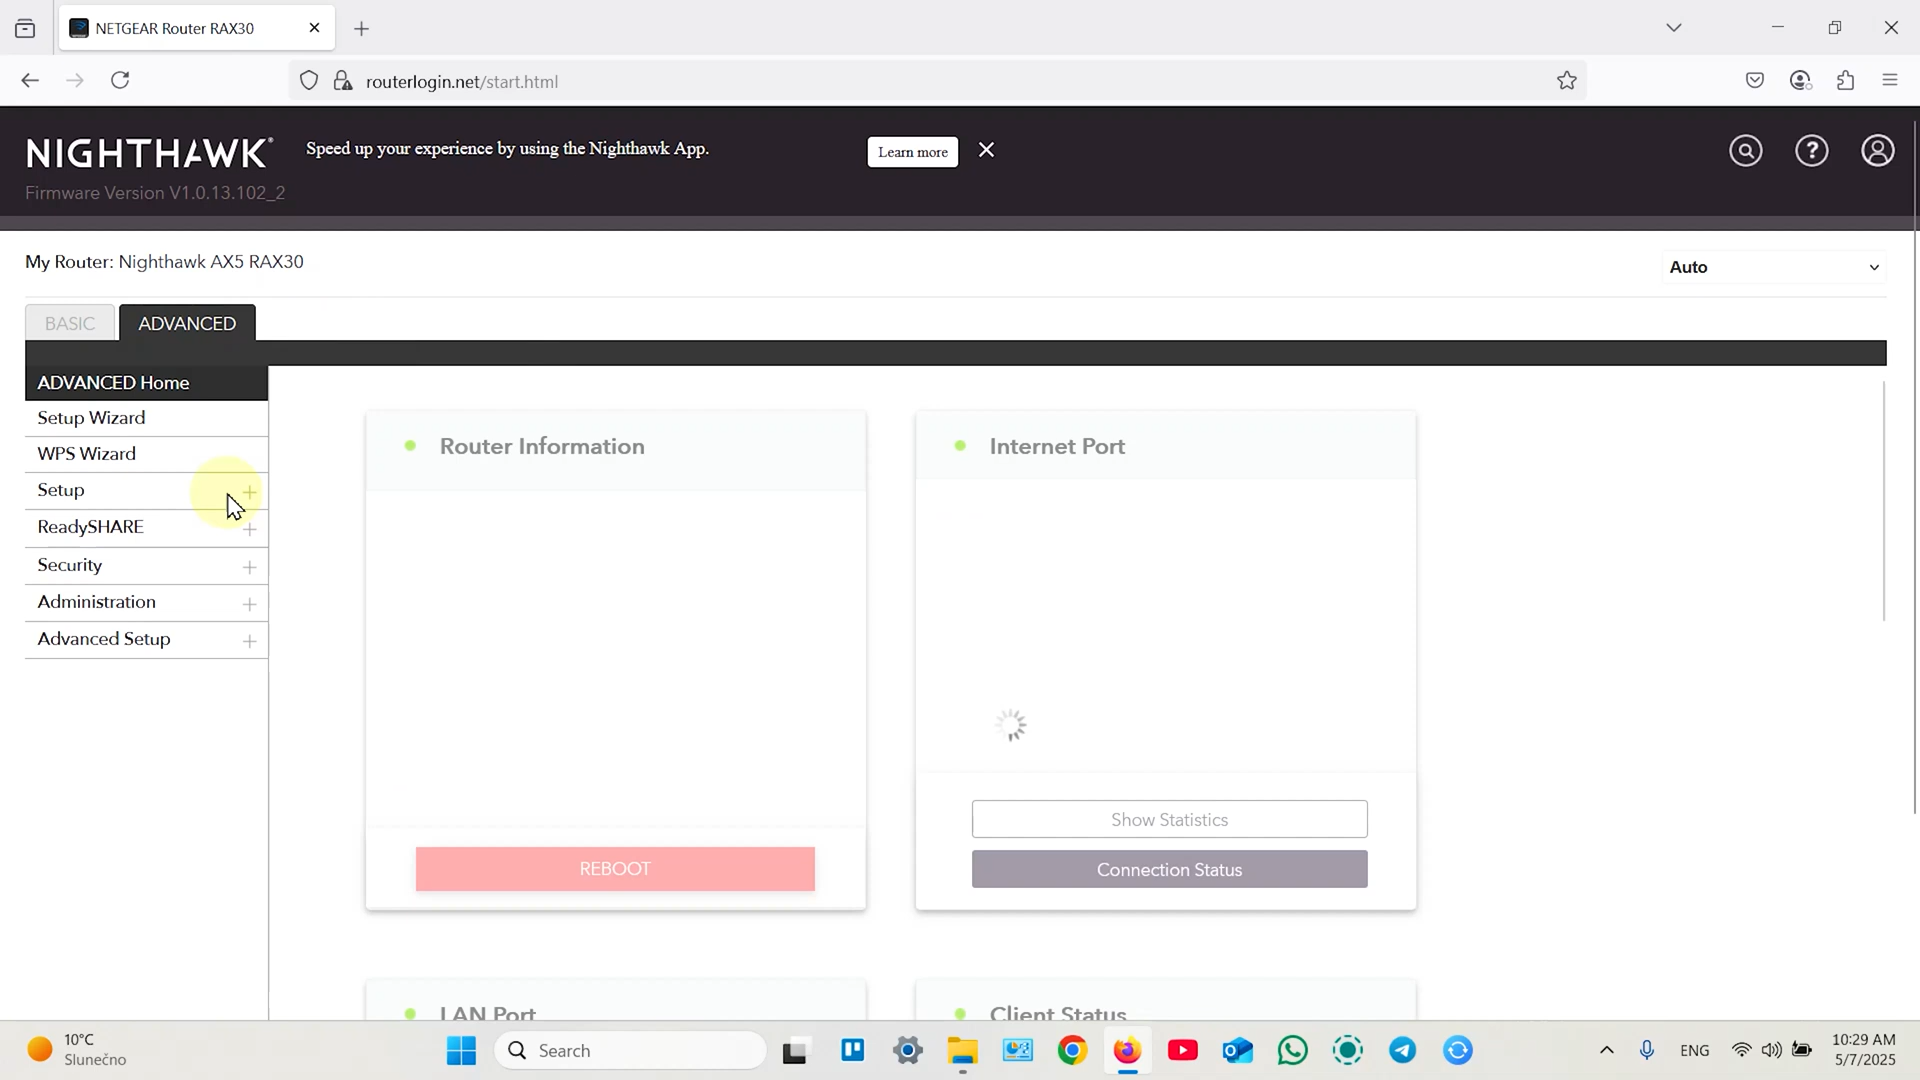 NETGEAR Router RAX30
routerlogin.net/start.html
NIGHTHAWK®
Speed up your experience by using the Nighthawk App.
Learn more
Firmware Version V1.0.13.102_2
My Router: Nighthawk AX5 RAX30
Auto
BASIC
ADVANCED
ADVANCED Home
Setup Wizard
WPS Wizard
Setup
ReadySHARE
Security
Administration
Advanced Setup
Router Information
REBOOT
Internet Port
Show Statistics
Connection Status
LAN Port
Client Status
10°C
Slunečno
Search
ENG
10:29 AM
5/7/2025